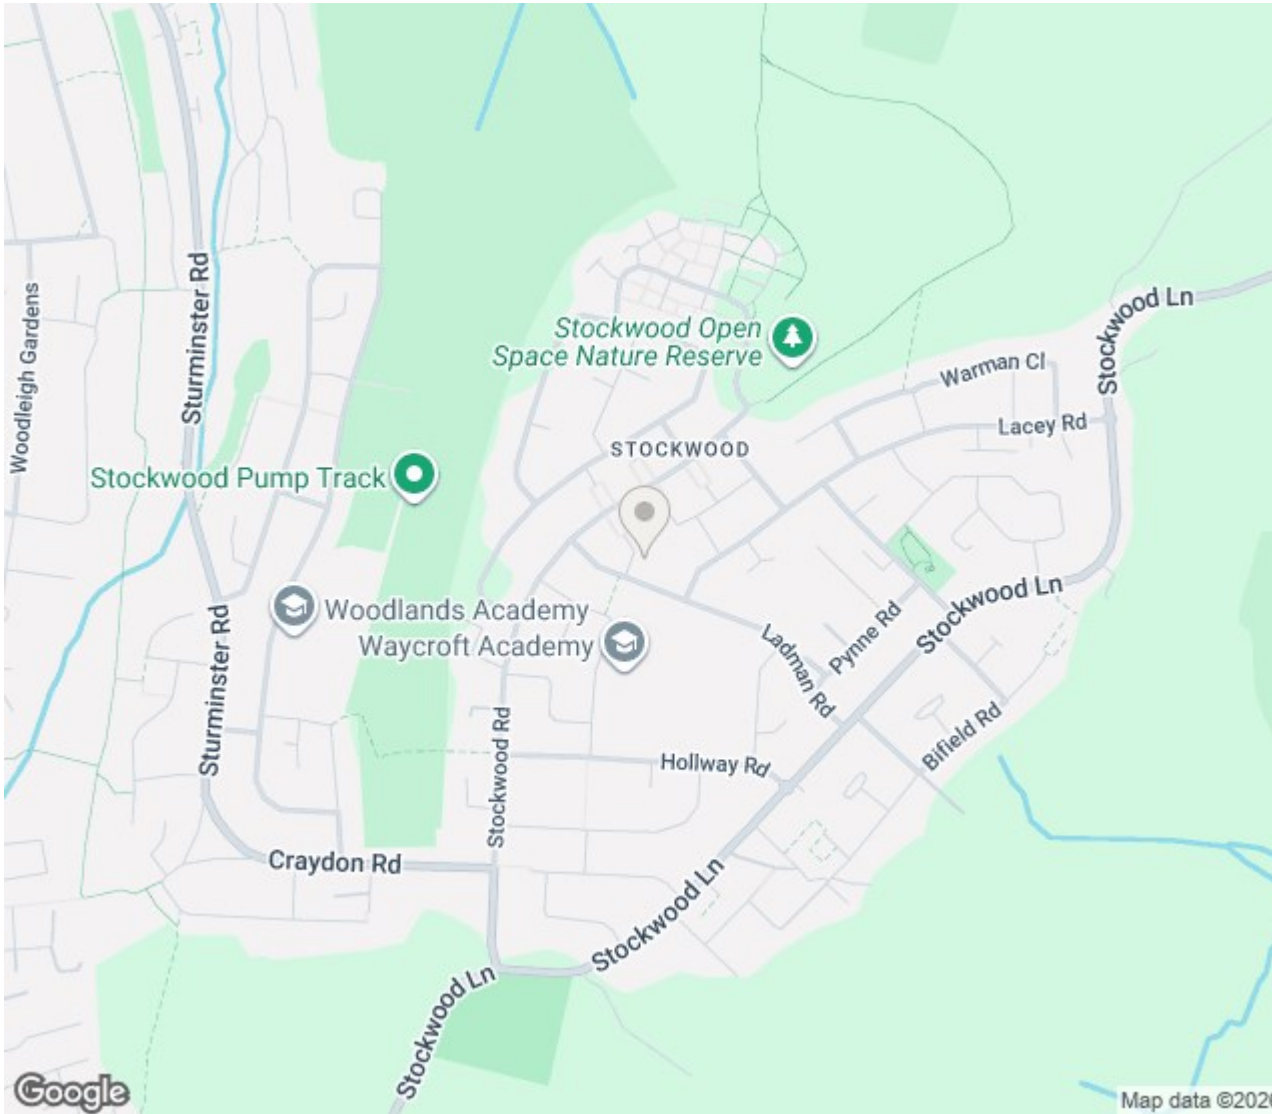 Woodleigh Gardens
Sturminster Rd
Stockwood Open
Space Nature Reserve
Stockwood Ln
Warman Cl
Lacey Rd
STOCKWOOD
Stockwood Pump Track
Woodlands Academy
Waycroft Academy
Stockwood Ln
Pynne Rd
Ladman Rd
Sturminster Rd
Stockwood Rd
Hollway Rd
Bifield Rd
Craydon Rd
Stockwood Ln
Stockwood Ln
Google
Map data ©2026